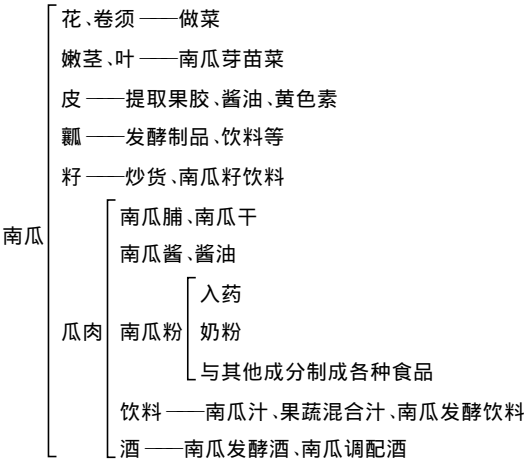 花、卷须——做菜
嫩茎、叶——南瓜芽苗菜
皮——提取果胶、酱油、黄色素
瓤——发酵制品、饮料等
籽——炒货、南瓜籽饮料
南瓜
南瓜脯、南瓜干
南瓜酱、酱油
瓜肉
南瓜粉
入药
奶粉
与其他成分制成各种食品
饮料——南瓜汁、果蔬混合汁、南瓜发酵饮料
酒——南瓜发酵酒、南瓜调配酒